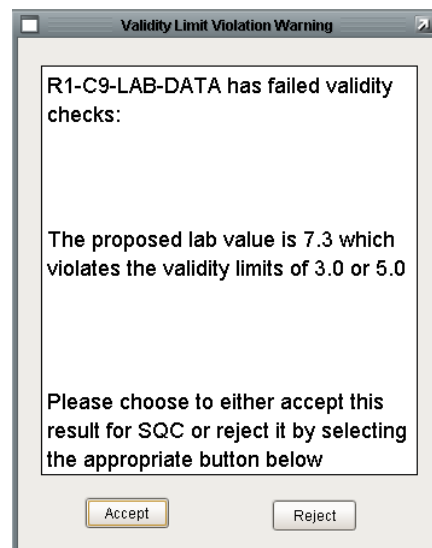 Validity Limit Violation Warning
R1-C9-LAB-DATA has failed validity
checks:
The proposed lab value is 7.3 which
violates the validity limits of 3.0 or 5.0
Please choose to either accept this
result for SQC or reject it by selecting
the appropriate button below
Accept Reject